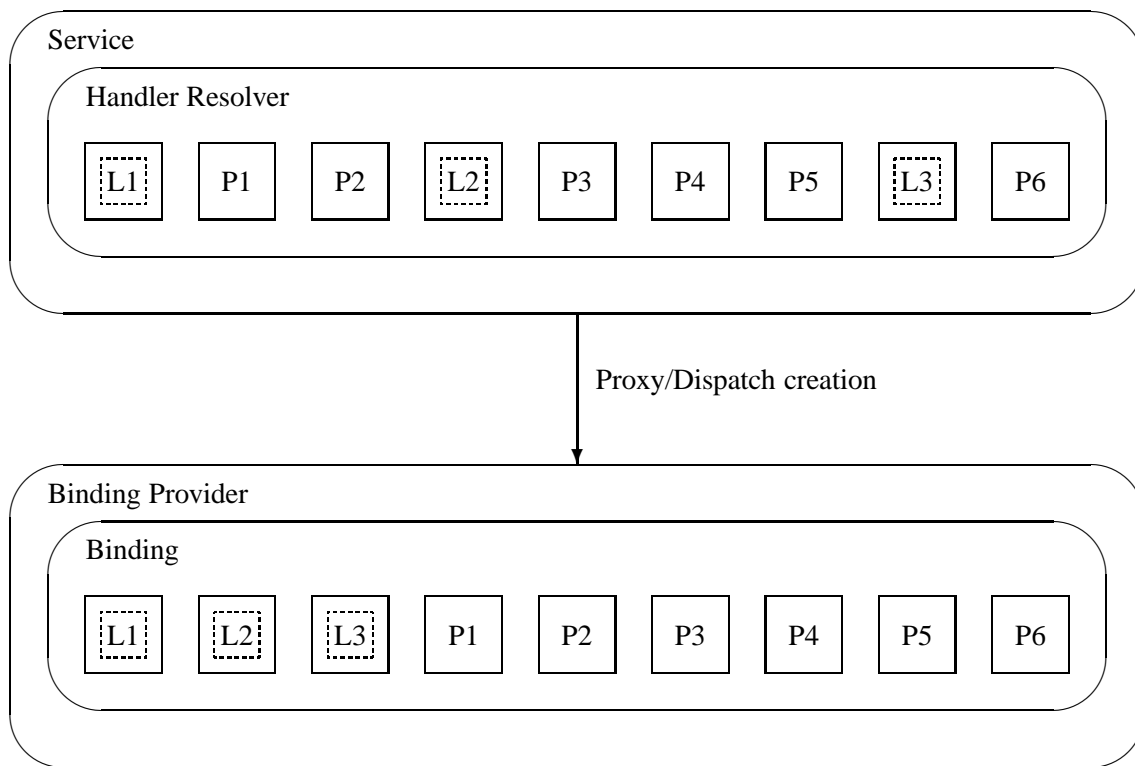 Service
Handler Resolver
L1 P1 P2 L2 P3 P4 P5 L3 P6
Proxy/Dispatch creation
Binding Provider
Binding
L1 L2 L3 P1 P2 P3 P4 P5 P6